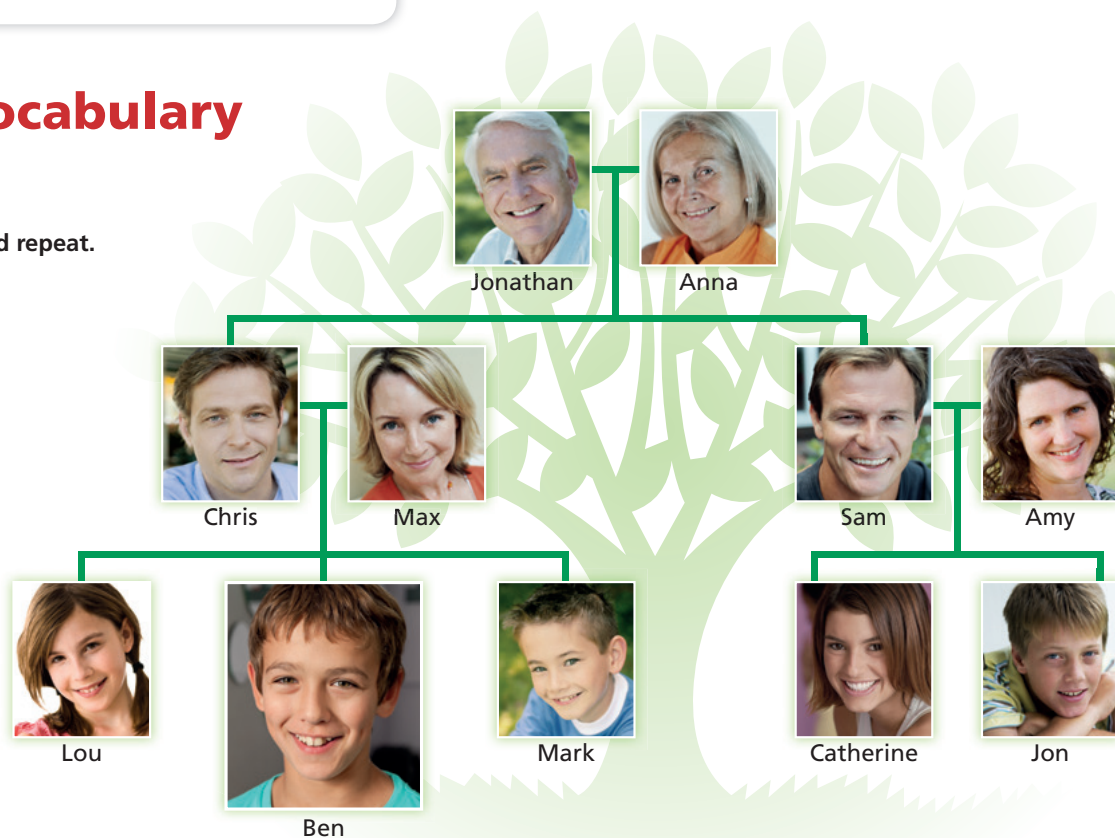 ocabulary
d repeat.
Jonathan Anna
Chris Max Sam Amy
Lou Mark Catherine Jon
Ben